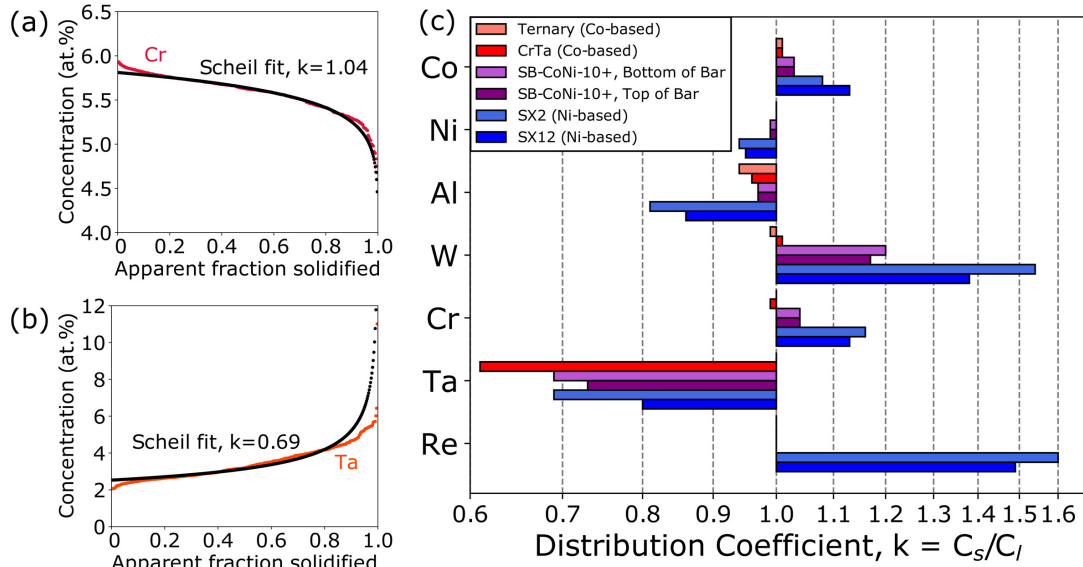 (a)
Concentration (at.%)
6.5
6.0
5.5
5.0
4.5
4.0
Cr
Scheil fit, k=1.04
0.0 0.2 0.4 0.6 0.8 1.0
Apparent fraction solidified
(b)
Concentration (at.%)
12
10
8
6
4
2
0
Scheil fit, k=0.69
Ta
0.0 0.2 0.4 0.6 0.8 1.0
Apparent fraction solidified
(c)
Ternary (Co-based)
CrTa (Co-based)
SB-CoNi-10+, Bottom of Bar
SB-CoNi-10+, Top of Bar
SX2 (Ni-based)
SX12 (Ni-based)
Co
Ni
Al
W
Cr
Ta
Re
0.6 0.7 0.8 0.9 1.0 1.1 1.2 1.3 1.4 1.5 1.6
Distribution Coefficient, k = Cₛ/Cₗ